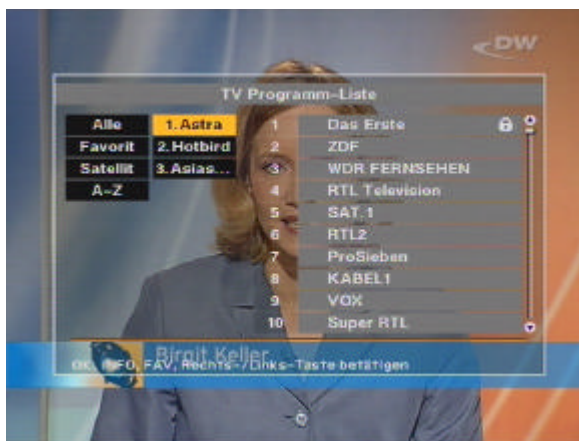 DW
TV Programm-Liste
Alle
Favorit
Satellit
A-Z
1. Astra
2. Hotbird
3. Asias...
1 Das Erste
2 ZDF
3 WDR FERNSEHEN
4 RTL Television
5 SAT.1
6 RTL2
7 ProSieben
8 KABEL1
9 VOX
10 Super RTL
Birgit Keller
OK, INFO, FAV, Rechts-/Links-Taste betätigen